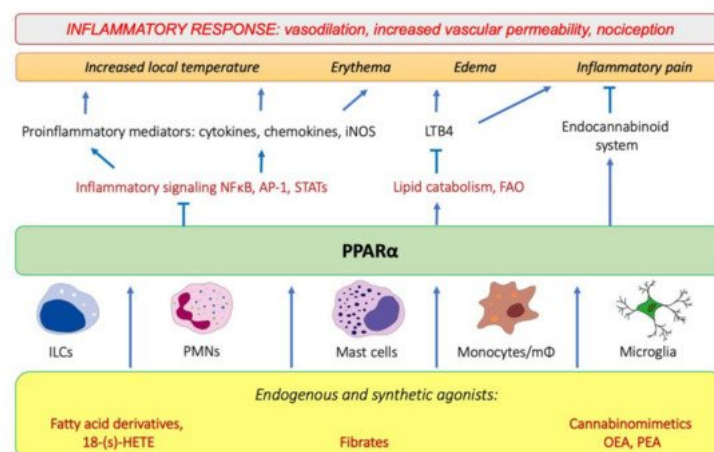 INFLAMMATORY RESPONSE: vasodilation, increased vascular permeability, nociception
Increased local temperature Erythema Edema Inflammatory pain
Proinflammatory mediators: cytokines, chemokines, iNOS LTB4 Endocannabinoid
system
Inflammatory signaling NFκB, AP-1, STATs Lipid catabolism, FAO
PPARα
ILCs PMNs Mast cells Monocytes/mΦ Microglia
Endogenous and synthetic agonists:
Fatty acid derivatives, Cannabinomimetics
18-(s)-HETE Fibrates OEA, PEA